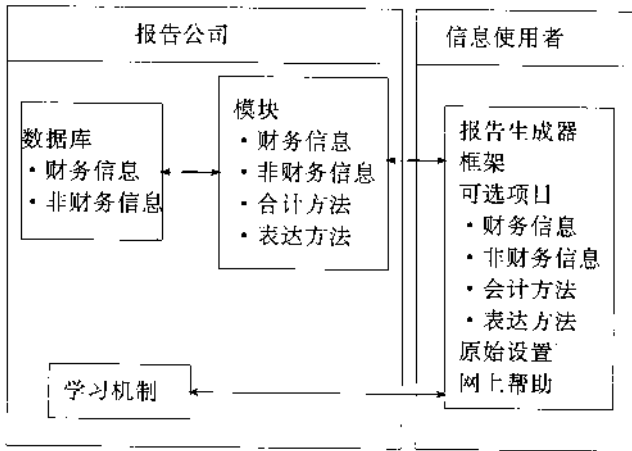 报告公司
信息使用者
数据库
·财务信息
·非财务信息
模块
·财务信息
·非财务信息
·合计方法
·表达方法
报告生成器
框架
可选项目
·财务信息
·非财务信息
·会计方法
·表达方法
原始设置
网上帮助
学习机制